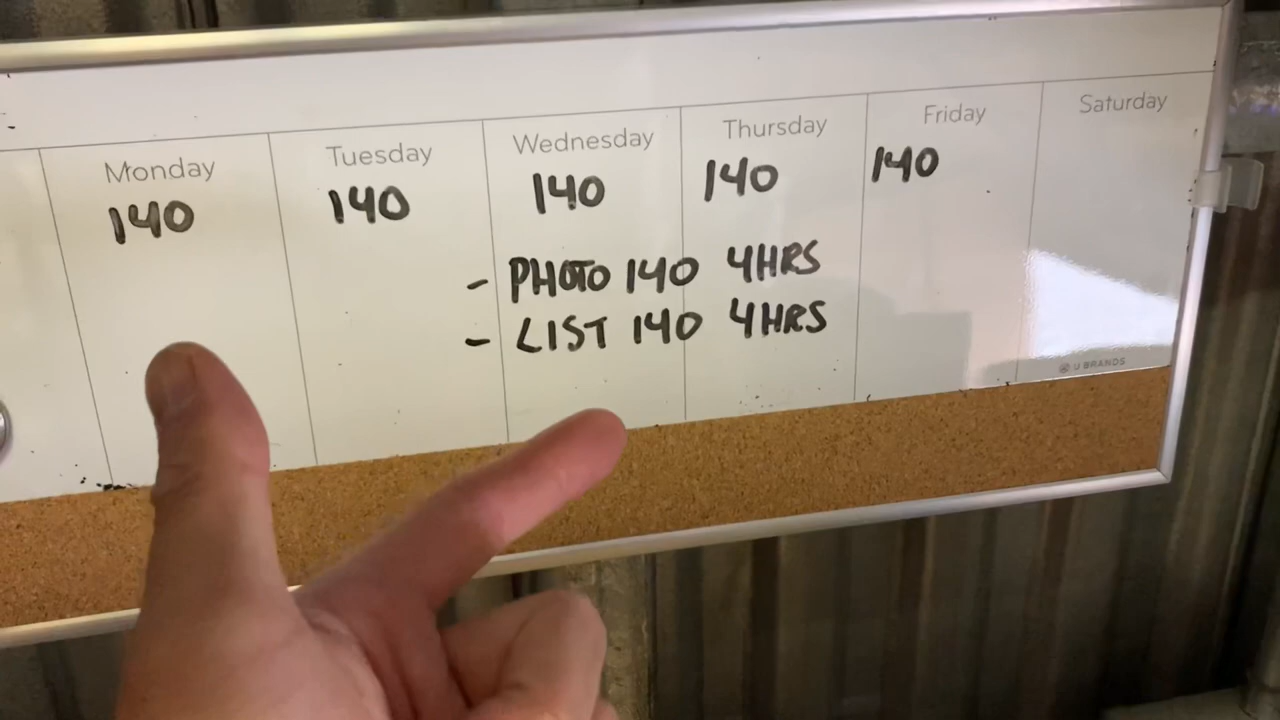 Monday Tuesday Wednesday Thursday Friday Saturday
140 140 140 140 140
- PHOTO 140 4HRS
- LIST 140 4HRS
U BRANDS